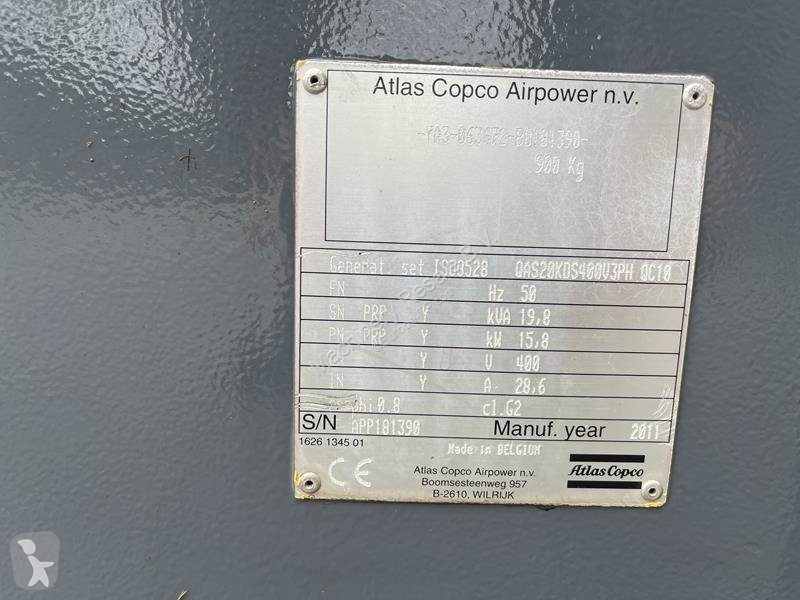 Atlas Copco Airpower n.v.
900 Kg
Generat. set ISO8528 QAS20KDS400V3PH QC10
FN Hz 50
SN PRP Y kVA 19,8
PN PRP Y kW 15,8
Y V 400
IN Y A 28,6
phi 0.8 cl.G2
S/N APP181390 Manuf. year 2011
1626 1345 01
Made in BELGIUM
CE
Atlas Copco Airpower n.v.
Boomsesteenweg 957
B-2610, WILRIJK
Atlas Copco